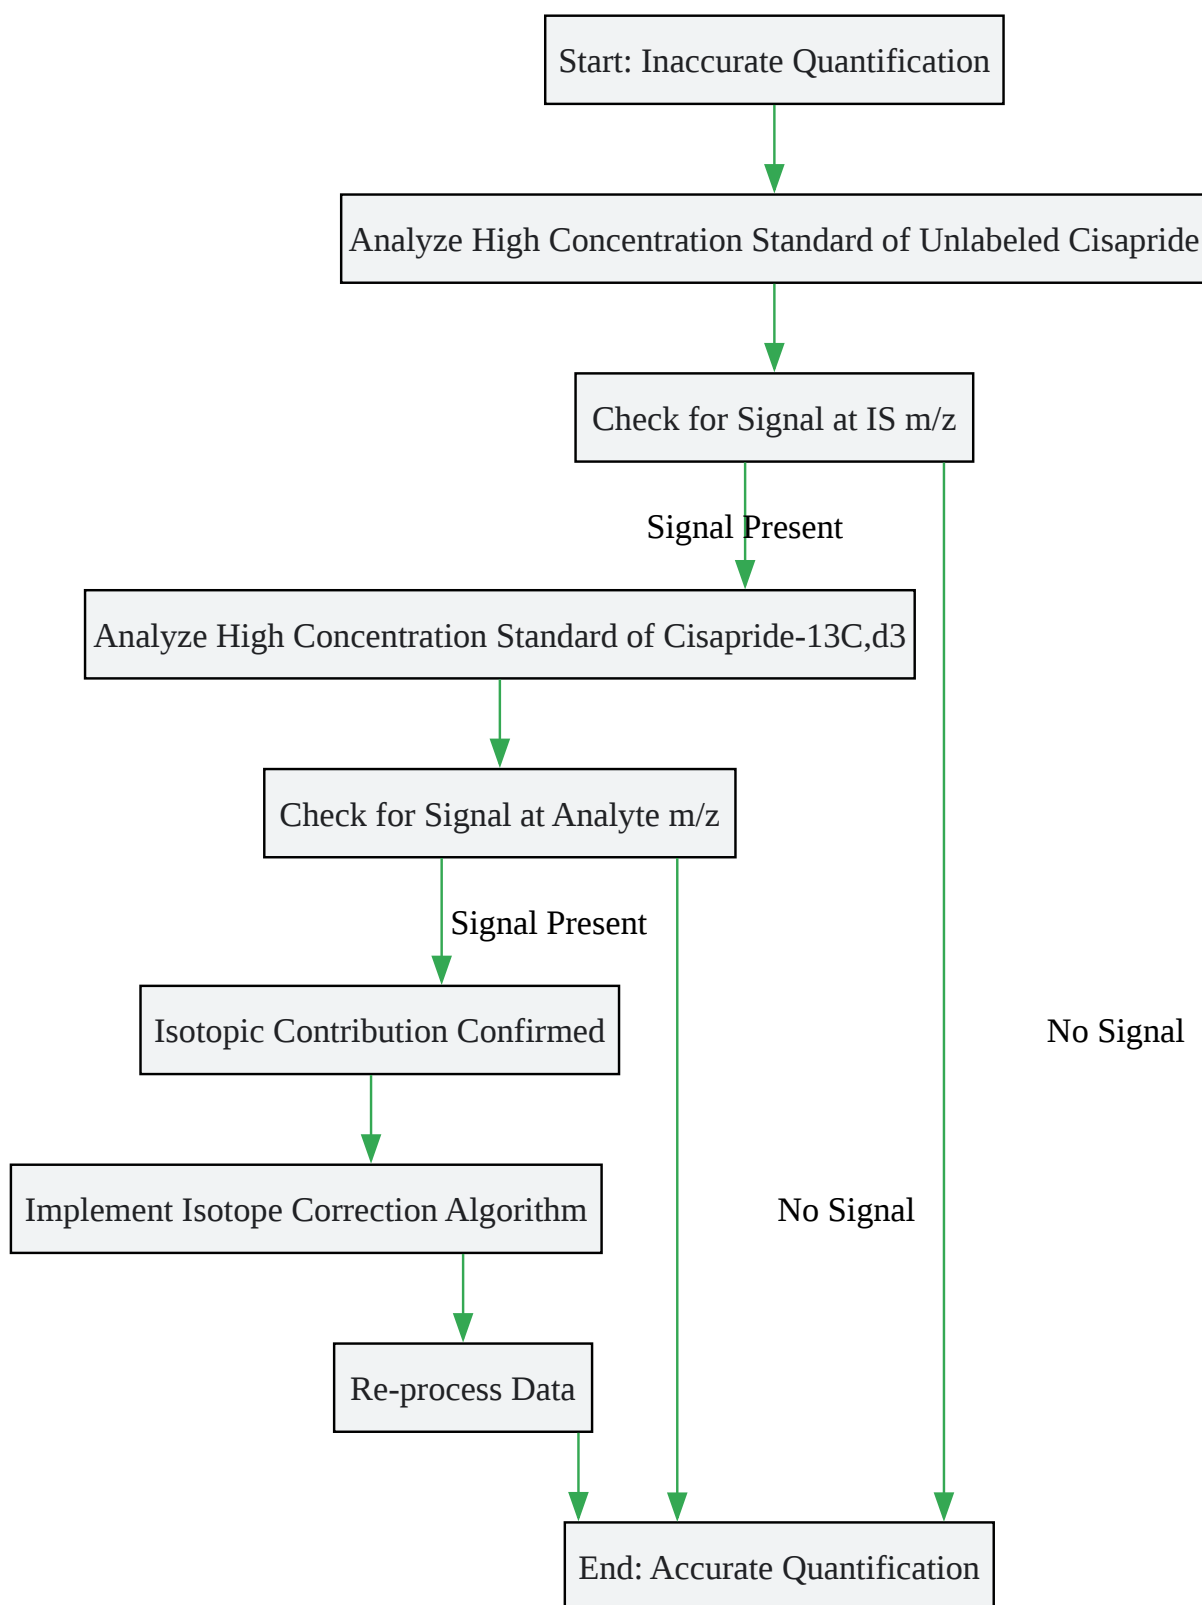 Start: Inaccurate Quantification
Analyze High Concentration Standard of Unlabeled Cisapride
Check for Signal at IS m/z
Signal Present
Analyze High Concentration Standard of Cisapride-13C,d3
Check for Signal at Analyte m/z
Signal Present
Isotopic Contribution Confirmed
No Signal
Implement Isotope Correction Algorithm
No Signal
Re-process Data
End: Accurate Quantification